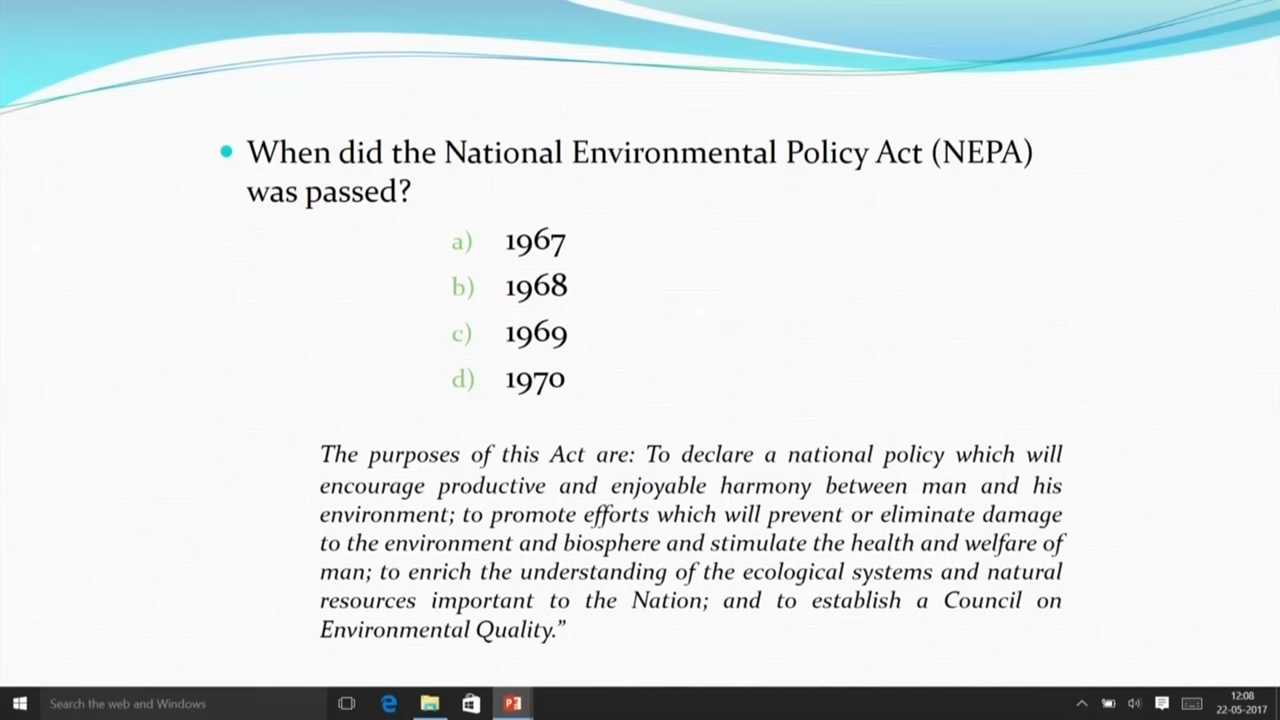 When did the National Environmental Policy Act (NEPA)
was passed?
a) 1967
b) 1968
c) 1969
d) 1970
The purposes of this Act are: To declare a national policy which will
encourage productive and enjoyable harmony between man and his
environment; to promote efforts which will prevent or eliminate damage
to the environment and biosphere and stimulate the health and welfare of
man; to enrich the understanding of the ecological systems and natural
resources important to the Nation; and to establish a Council on
Environmental Quality.”
Search the web and Windows
12:08
22-05-2017